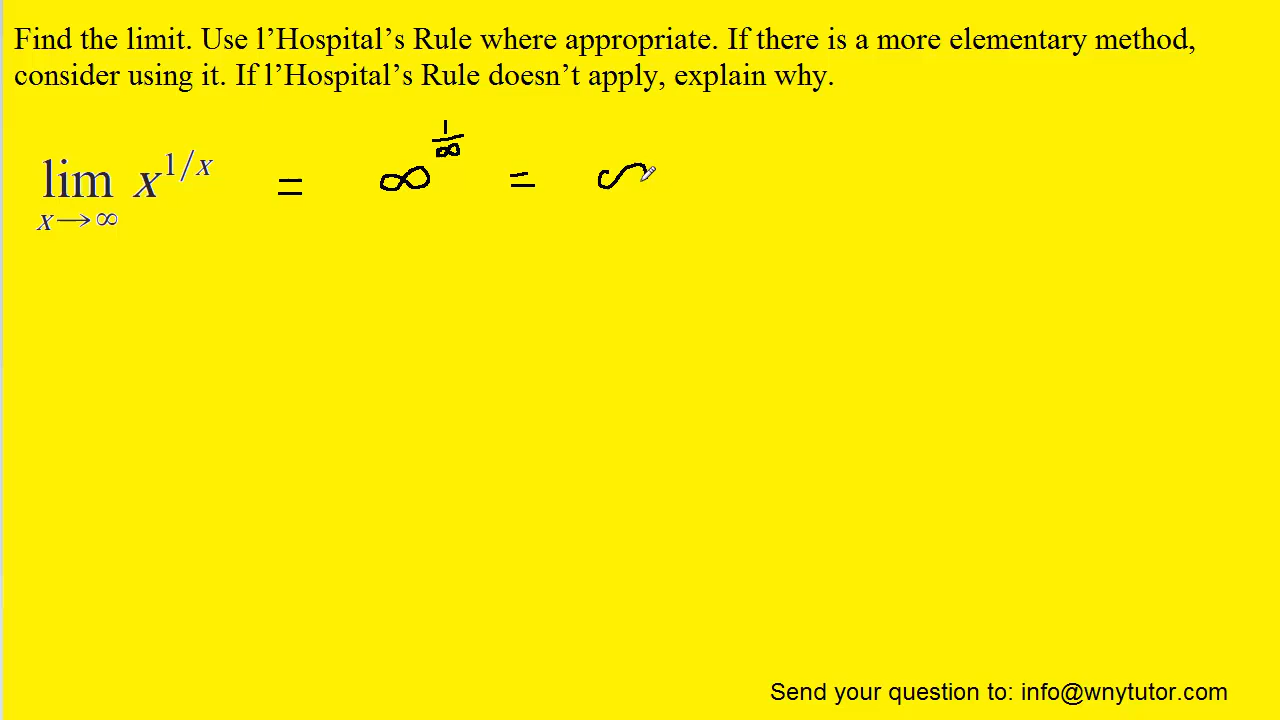 Find the limit. Use l’Hospital’s Rule where appropriate. If there is a more elementary method,
consider using it. If l’Hospital’s Rule doesn’t apply, explain why.
lim x→∞ x^{1/x} = ∞^{1/∞} =
Send your question to: info@wnytutor.com